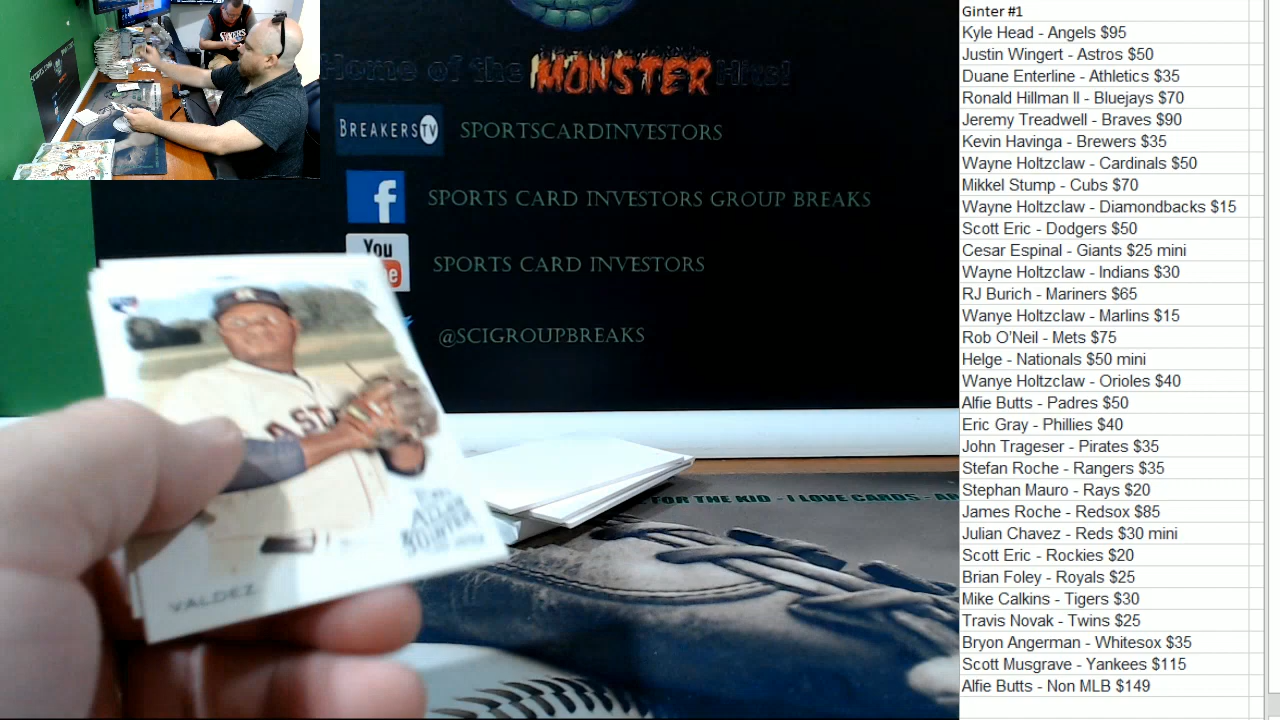 Home of the MONSTER Hits!
BREAKERS TV SPORTSCARDINVESTORS
f SPORTS CARD INVESTORS GROUP BREAKS
You SPORTS CARD INVESTORS
@SCIGROUPBREAKS
VALDEZ
FOR THE KID - I LOVE CARDS -
Ginter #1
Kyle Head - Angels $95
Justin Wingert - Astros $50
Duane Enterline - Athletics $35
Ronald Hillman ll - Bluejays $70
Jeremy Treadwell - Braves $90
Kevin Havinga - Brewers $35
Wayne Holtzclaw - Cardinals $50
Mikkel Stump - Cubs $70
Wayne Holtzclaw - Diamondbacks $15
Scott Eric - Dodgers $50
Cesar Espinal - Giants $25 mini
Wayne Holtzclaw - Indians $30
RJ Burich - Mariners $65
Wanye Holtzclaw - Marlins $15
Rob O'Neil - Mets $75
Helge - Nationals $50 mini
Wanye Holtzclaw - Orioles $40
Alfie Butts - Padres $50
Eric Gray - Phillies $40
John Trageser - Pirates $35
Stefan Roche - Rangers $35
Stephan Mauro - Rays $20
James Roche - Redsox $85
Julian Chavez - Reds $30 mini
Scott Eric - Rockies $20
Brian Foley - Royals $25
Mike Calkins - Tigers $30
Travis Novak - Twins $25
Bryon Angerman - Whitesox $35
Scott Musgrave - Yankees $115
Alfie Butts - Non MLB $149